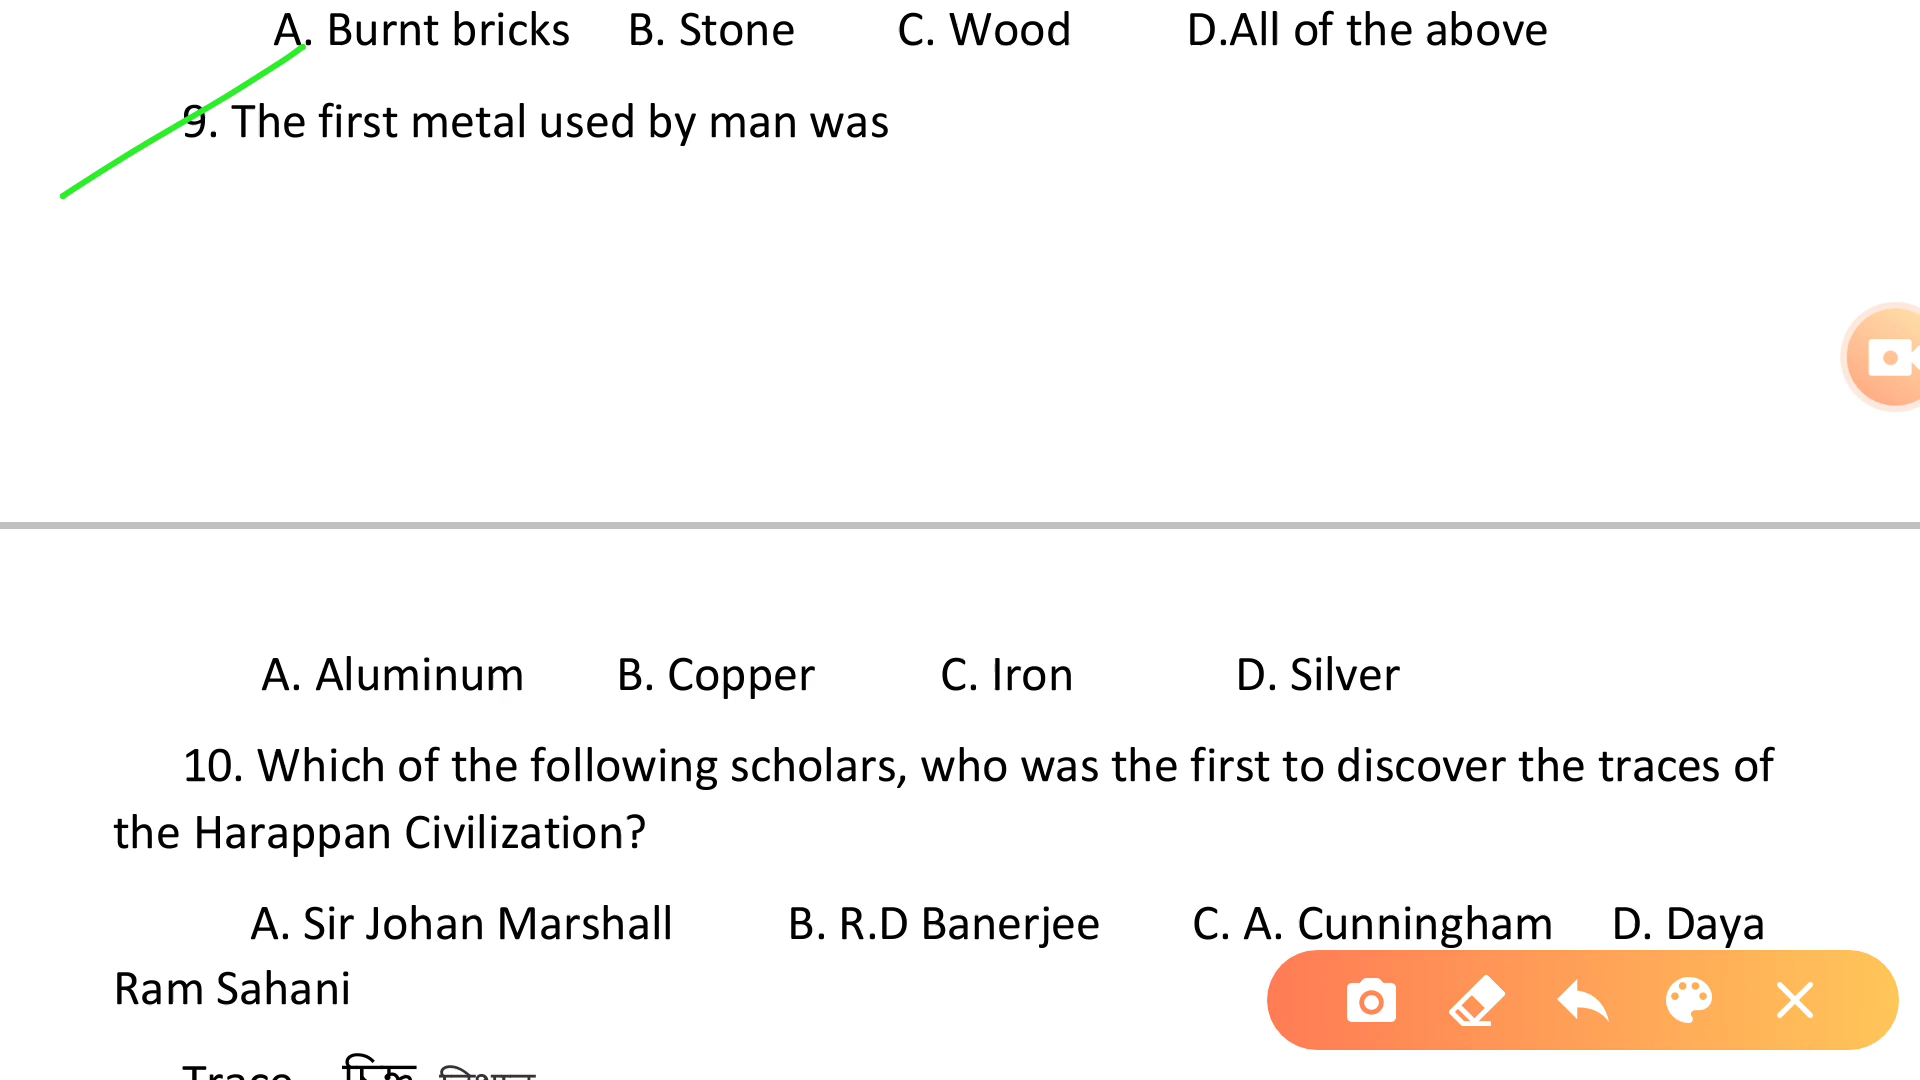 A. Burnt bricks B. Stone C. Wood D.All of the above
9. The first metal used by man was
A. Aluminum B. Copper C. Iron D. Silver
10. Which of the following scholars, who was the first to discover the traces of
the Harappan Civilization?
A. Sir Johan Marshall B. R.D Banerjee C. A. Cunningham D. Daya
Ram Sahani
Trace